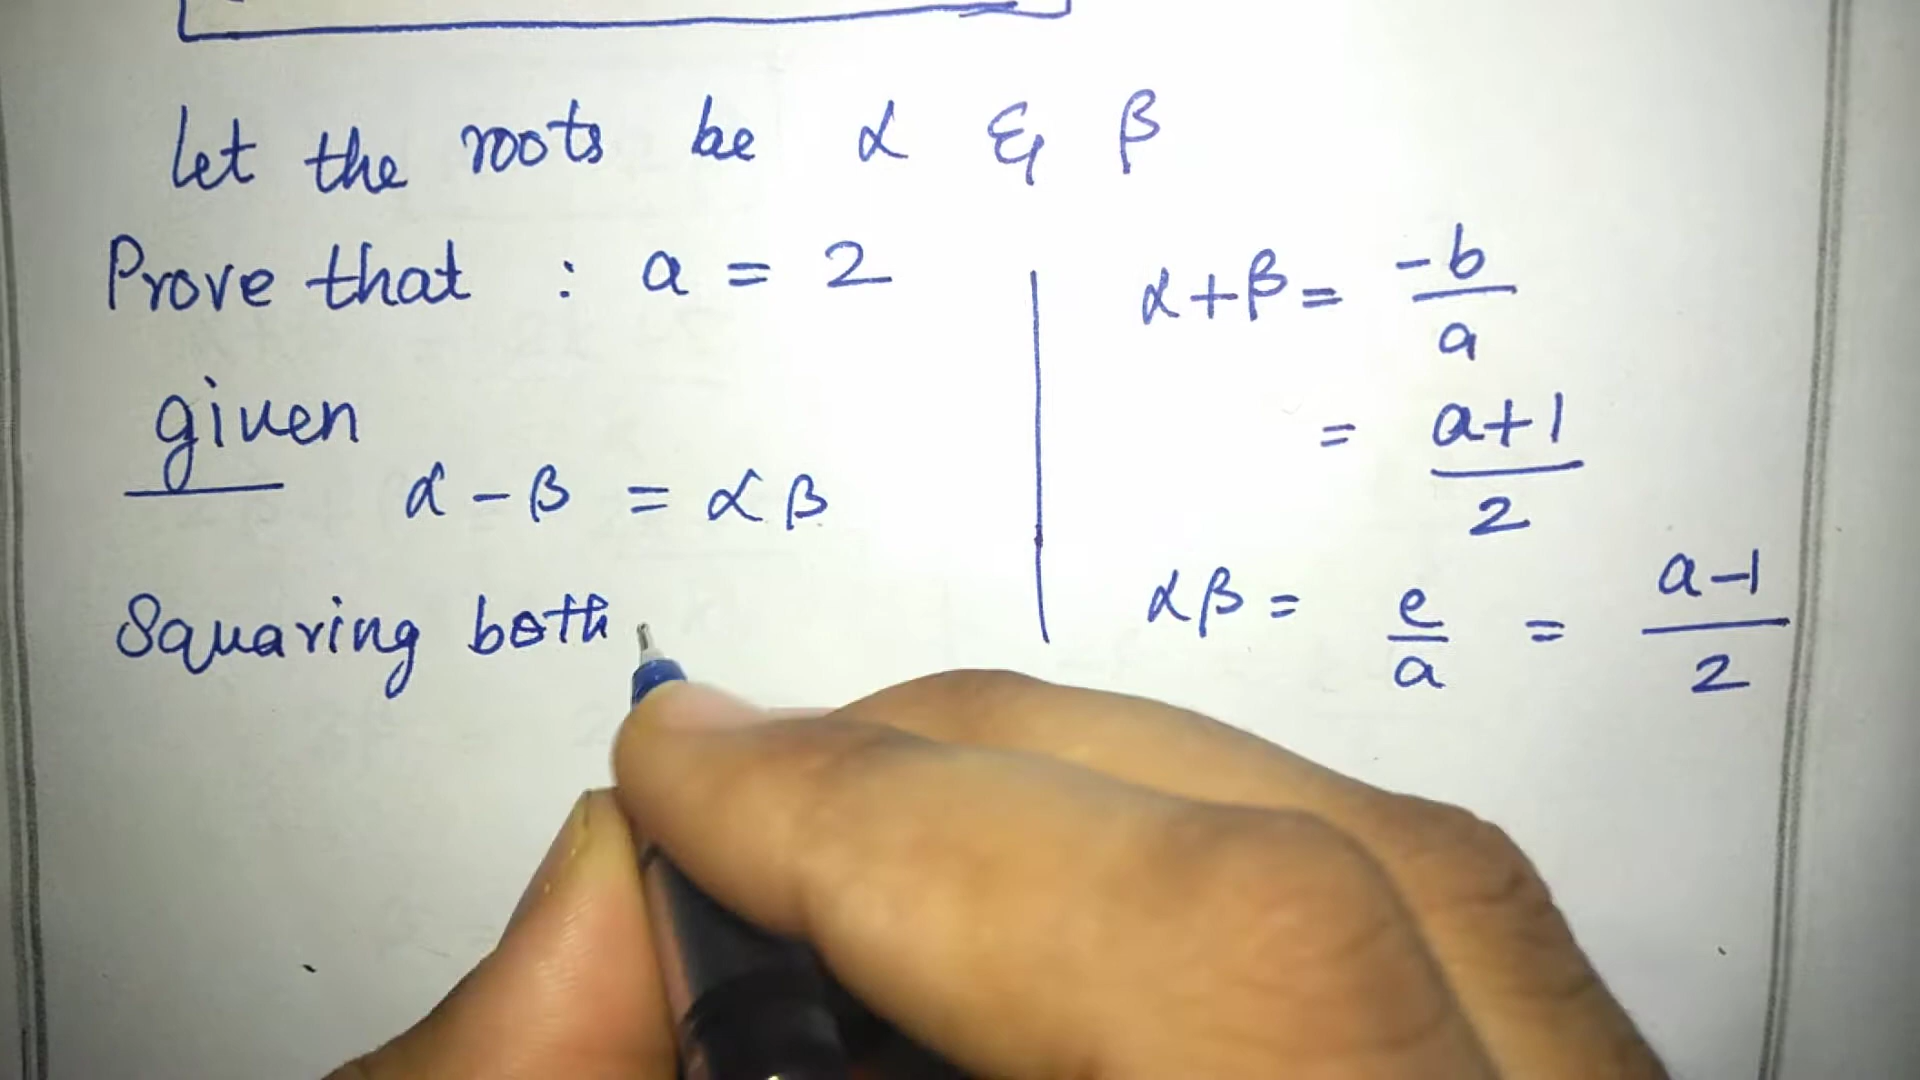 Let the roots be α & β
Prove that : a = 2
given
α - β = αβ
Squaring both
α+β = -b/a
= a+1/2
αβ = c/a = a-1/2